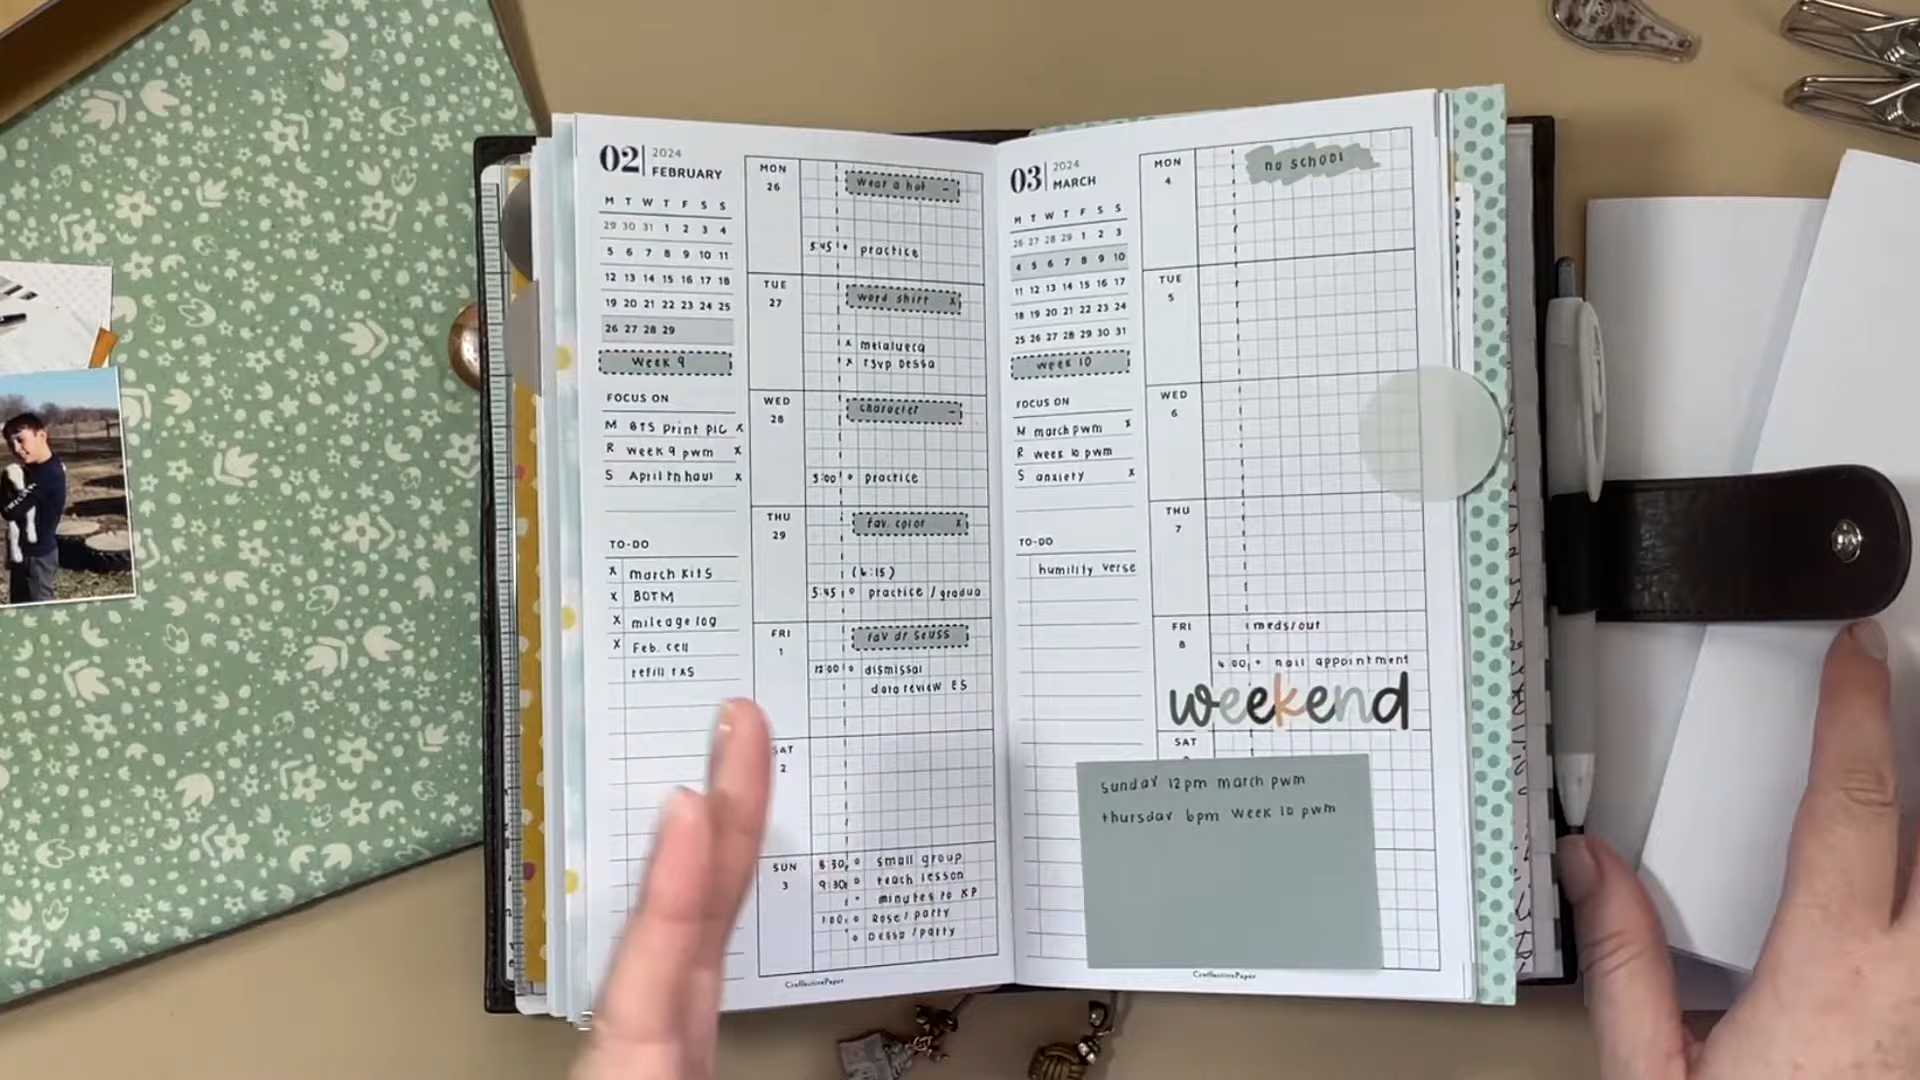 02 2024
FEBRUARY
M T W T F S S
29 30 31 1 2 3 4
5 6 7 8 9 10 11
12 13 14 15 16 17 18
19 20 21 22 23 24 25
26 27 28 29
Week 9
FOCUS ON
M BTS print pic x
R week 9 pwm x
S April tn haul x
TO-DO
x march kits
x BOTM
x mileage log
x Feb. cell
refill rxs
MON
26
wear a hat -
5:45 practice
TUE
27
word shirt x
x melalueca
x rsvp Dessa
WED
28
character -
5:00 practice
THU
29
fav. color x
(6:15)
5:45 practice / gradua
FRI
1
fav dr seuss
12:00 dismissal
data review ES
SAT
2
SUN
3
8:30 small group
9:30 teach lesson
minutes to KP
1:00 Rose / party
Dessa / party
CraftectivePaper
03 2024
MARCH
M T W T F S S
26 27 28 29 1 2 3
4 5 6 7 8 9 10
11 12 13 14 15 16 17
18 19 20 21 22 23 24
25 26 27 28 29 30 31
week 10
FOCUS ON
M march pwm x
R week 10 pwm
S anxiety x
TO-DO
humility verse
MON
4
no school
TUE
5
WED
6
THU
7
FRI
8
meds/out
4:00 nail appointment
weekend
SAT
sunday 12pm march pwm
thursday 6pm week 10 pwm